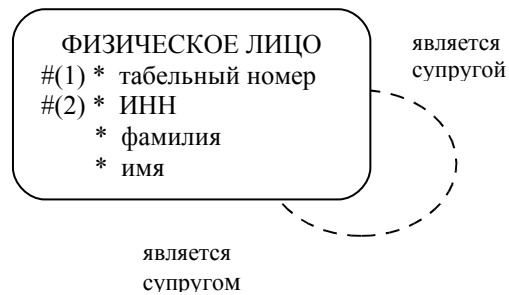 ФИЗИЧЕСКОЕ ЛИЦО
#(1) * табельный номер
#(2) * ИНН
* фамилия
* имя
является
супругой
является
супругом